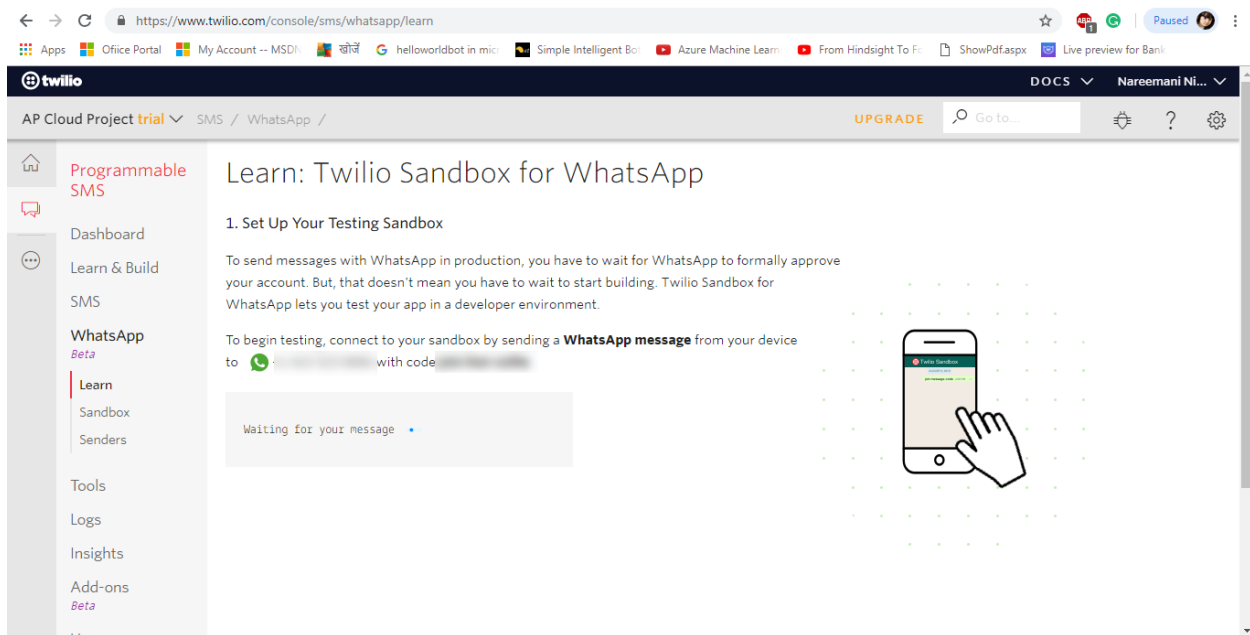 https://www.twilio.com/console/sms/whatsapp/learn
ABP
1
G
Paused
Apps Office Portal My Account -- MSDN खोजें G helloworldbot in micr Simple Intelligent Bot Azure Machine Learn From Hindsight To Fo ShowPdf.aspx Live preview for Bank
twilio
DOCS Nareemani Ni...
AP Cloud Project trial SMS / WhatsApp /
UPGRADE
Go to...
?
Programmable
SMS
Dashboard
Learn & Build
SMS
WhatsApp
Beta
Learn
Sandbox
Senders
Tools
Logs
Insights
Add-ons
Beta
Learn: Twilio Sandbox for WhatsApp
1. Set Up Your Testing Sandbox
To send messages with WhatsApp in production, you have to wait for WhatsApp to formally approve
your account. But, that doesn't mean you have to wait to start building. Twilio Sandbox for
WhatsApp lets you test your app in a developer environment.
To begin testing, connect to your sandbox by sending a WhatsApp message from your device
to with code
Waiting for your message
Twilio Sandbox